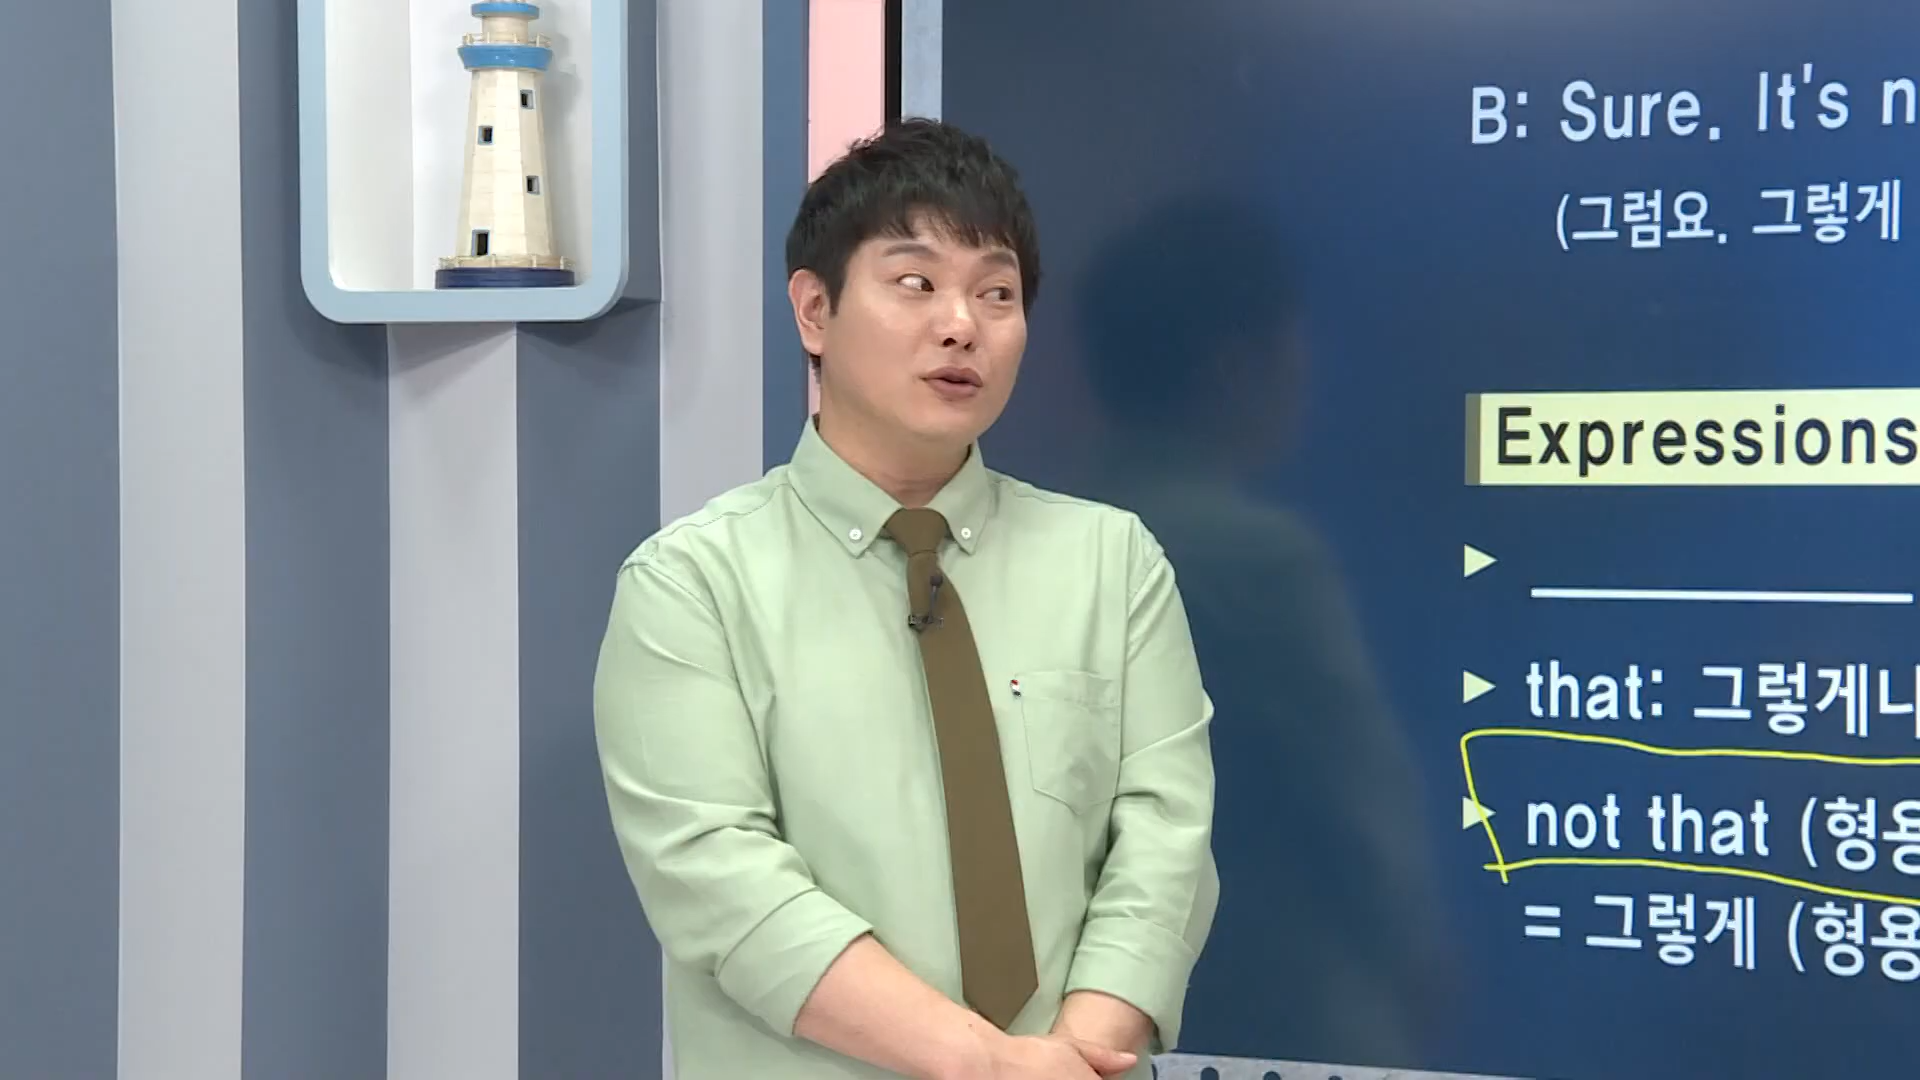 B: Sure. It's n
(그럼요. 그렇게
Expressions
that: 그렇게나
not that (형용
= 그렇게 (형용